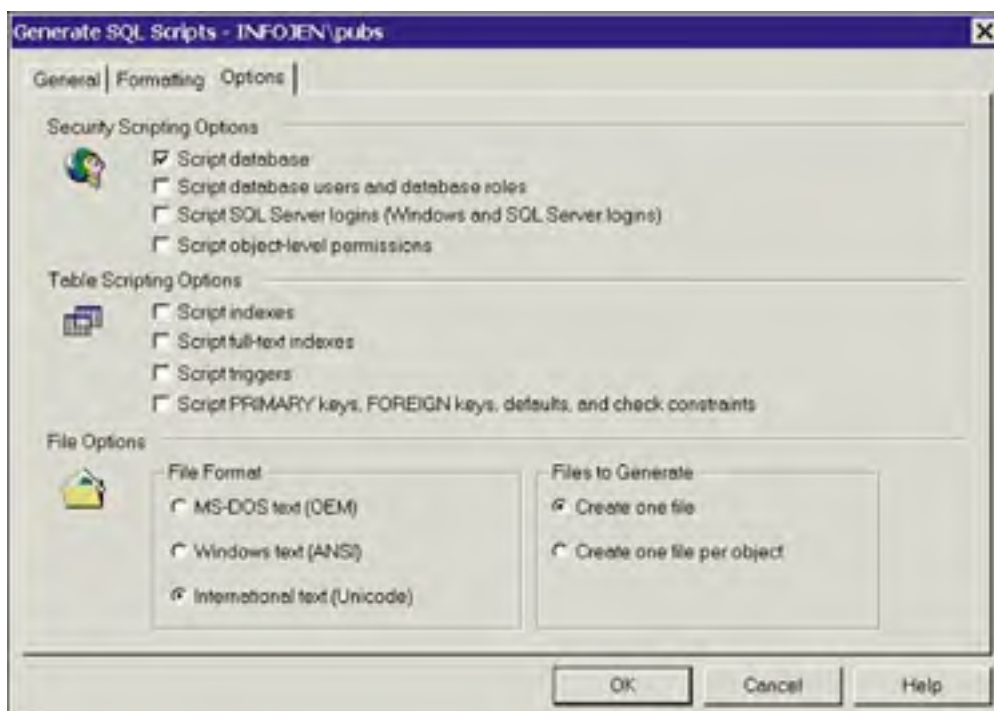 Generate SQL Scripts - INFOJEN\pubs
General
Formatting
Options
Security Scripting Options
Script database
Script database users and database roles
Script SQL Server logins (Windows and SQL Server logins)
Script object-level permissions
Table Scripting Options
Script indexes
Script full-text indexes
Script triggers
Script PRIMARY keys, FOREIGN keys, defaults, and check constraints
File Options
File Format
MS-DOS text (OEM)
Windows text (ANSI)
International text (Unicode)
Files to Generate
Create one file
Create one file per object
OK
Cancel
Help